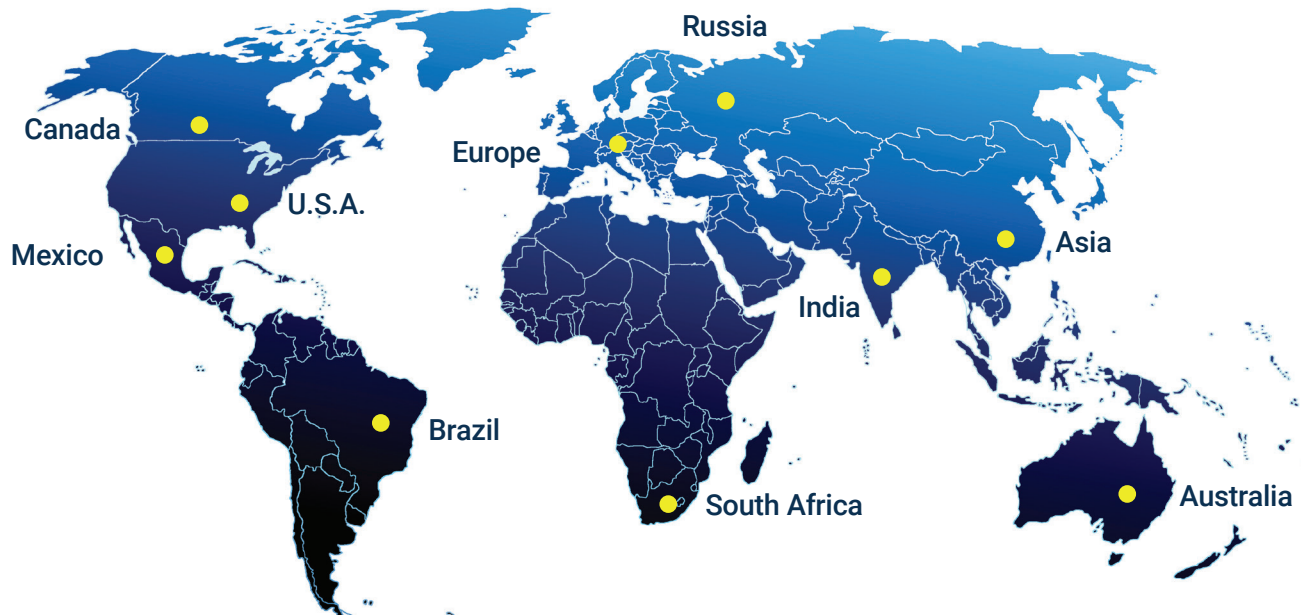 Russia
Canada
Europe
U.S.A.
Mexico
Asia
India
Brazil
South Africa
Australia